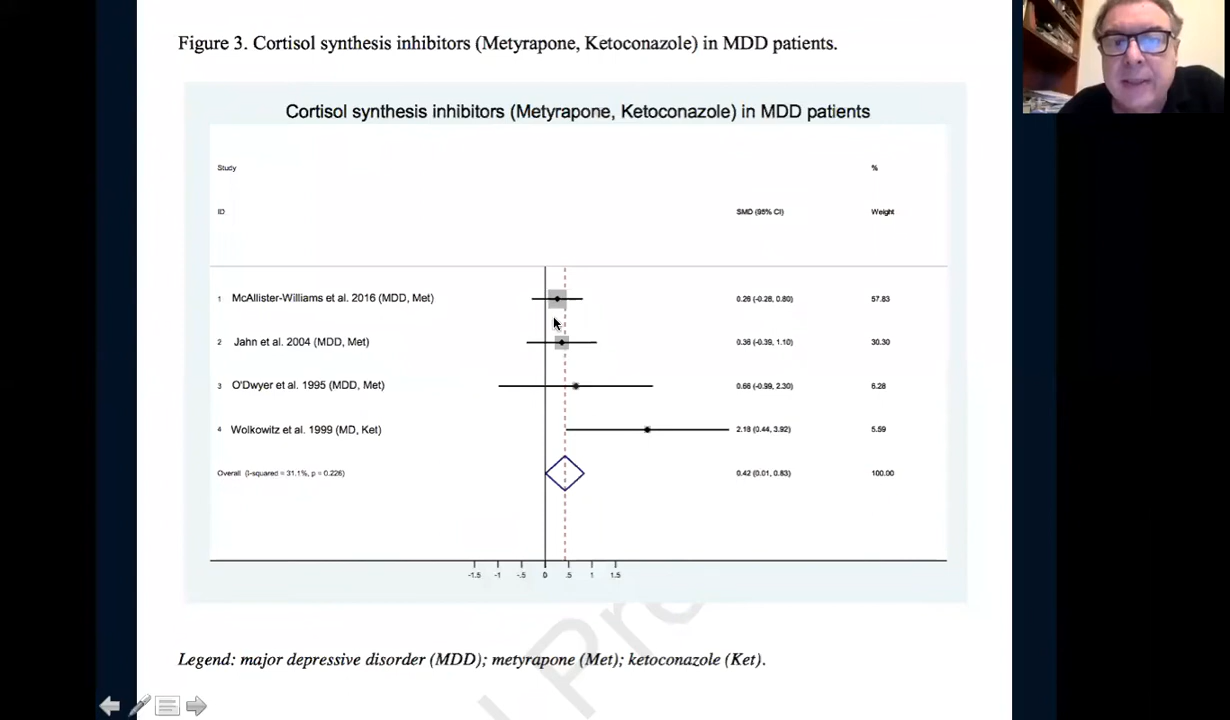 Figure 3. Cortisol synthesis inhibitors (Metyrapone, Ketoconazole) in MDD patients.
Cortisol synthesis inhibitors (Metyrapone, Ketoconazole) in MDD patients
Study %
ID SMD (95% CI) Weight
1 McAllister-Williams et al. 2016 (MDD, Met) 0.26 (-0.28, 0.80) 57.83
2 Jahn et al. 2004 (MDD, Met) 0.36 (-0.39, 1.10) 30.30
3 O'Dwyer et al. 1995 (MDD, Met) 0.66 (-0.99, 2.30) 6.28
4 Wolkowitz et al. 1999 (MD, Ket) 2.18 (0.44, 3.92) 5.59
Overall (I-squared = 31.1%, p = 0.226) 0.42 (0.01, 0.83) 100.00
-1.5 -1 -.5 0 .5 1 1.5
Legend: major depressive disorder (MDD); metyrapone (Met); ketoconazole (Ket).